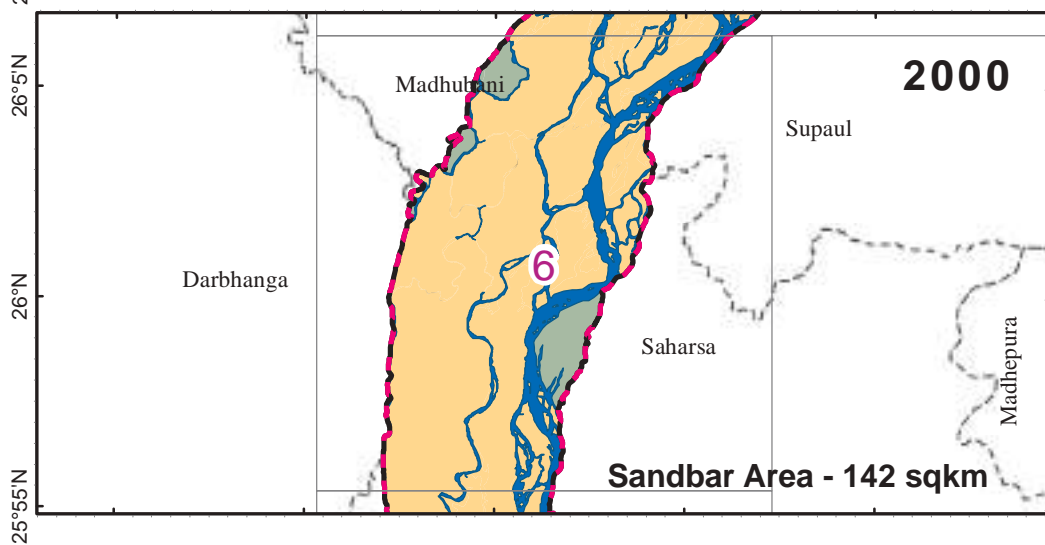 2000
26°5'N
Madhubani
Supaul
6
Darbhanga
26°N
Saharsa
Madhepura
Sandbar Area - 142 sqkm
25°55'N